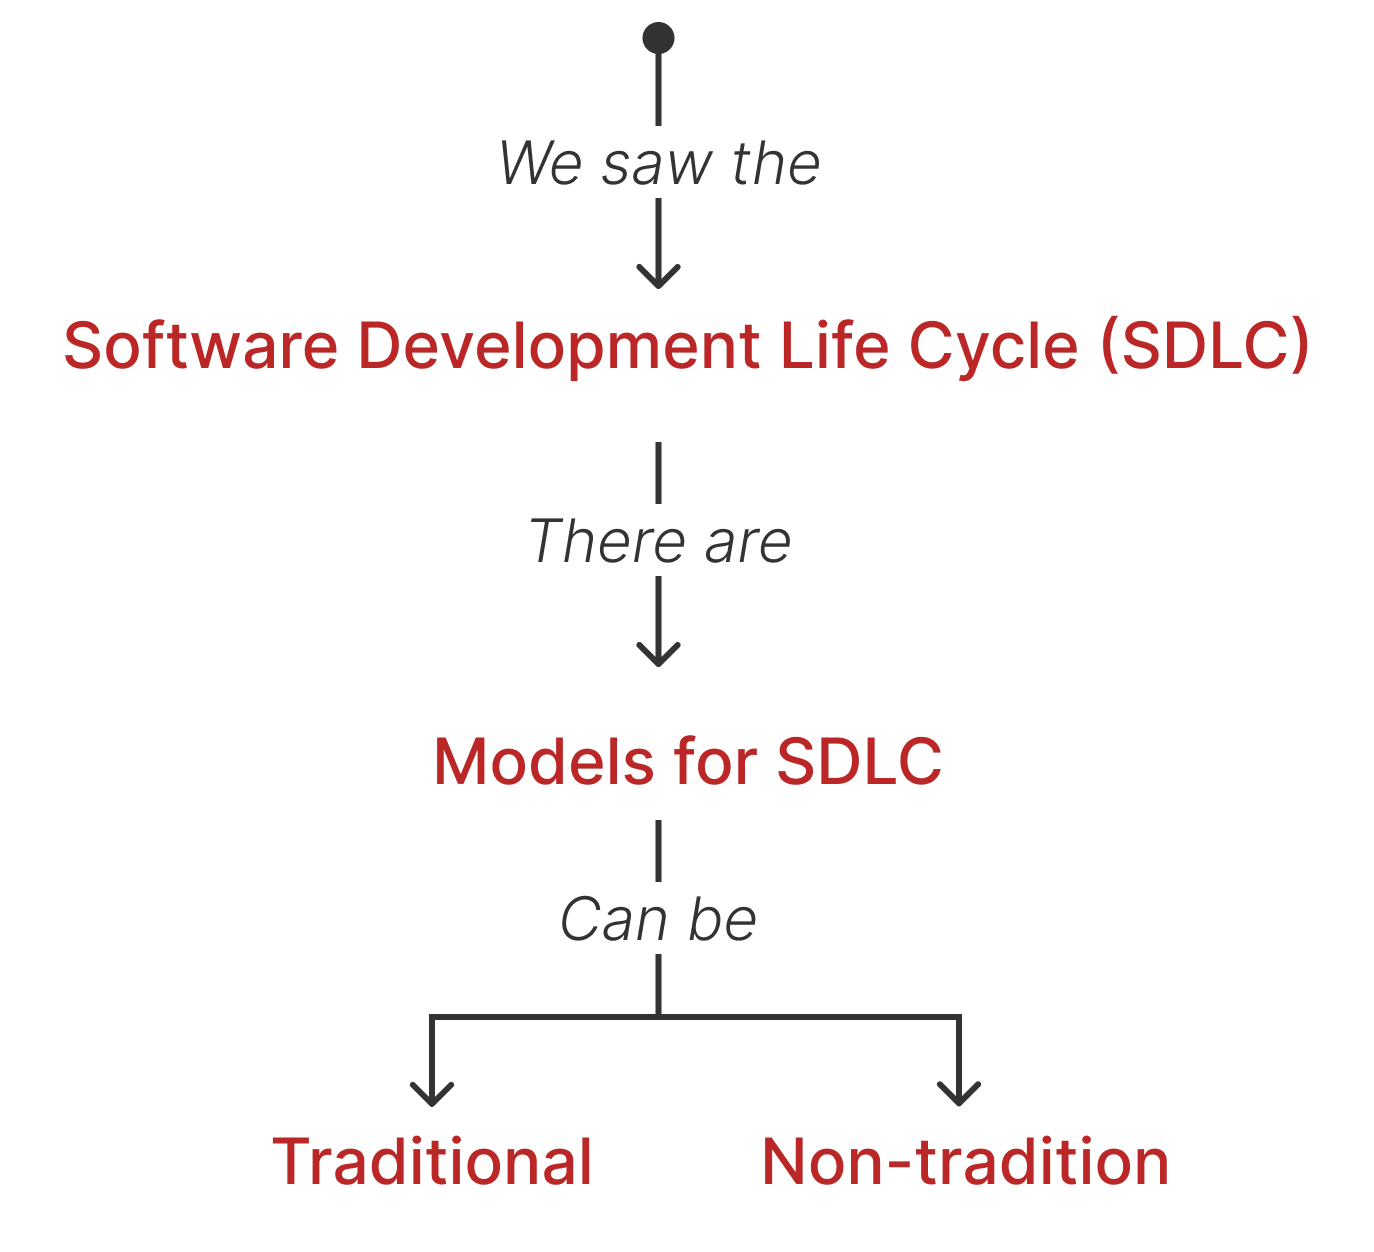 We saw the
Software Development Life Cycle (SDLC)
There are
Models for SDLC
Can be
Traditional
Non-tradition